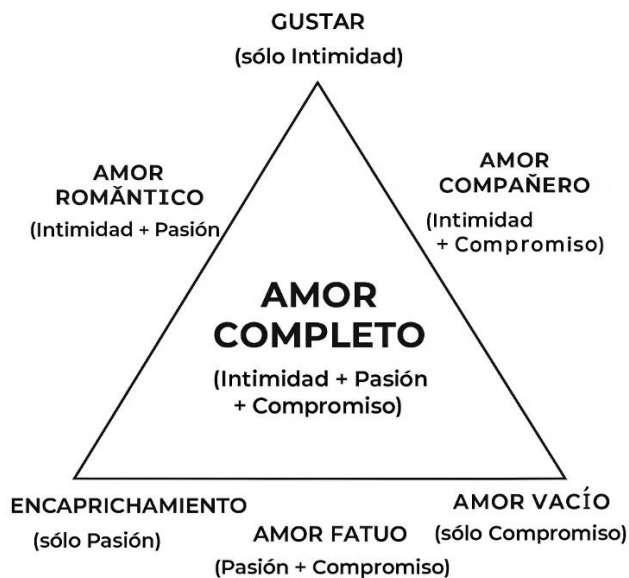 GUSTAR
(sólo Intimidad)
AMOR
ROMĂNTICO
(Intimidad + Pasión
AMOR
COMPAÑERO
(Intimidad
+ Compromiso)
AMOR
COMPLETO
(Intimidad + Pasión
+ Compromiso)
ENCAPRICHAMIENTO
(sólo Pasión)
AMOR FATUO
(Pasión + Compromiso)
AMOR VACÍO
(sólo Compromiso)